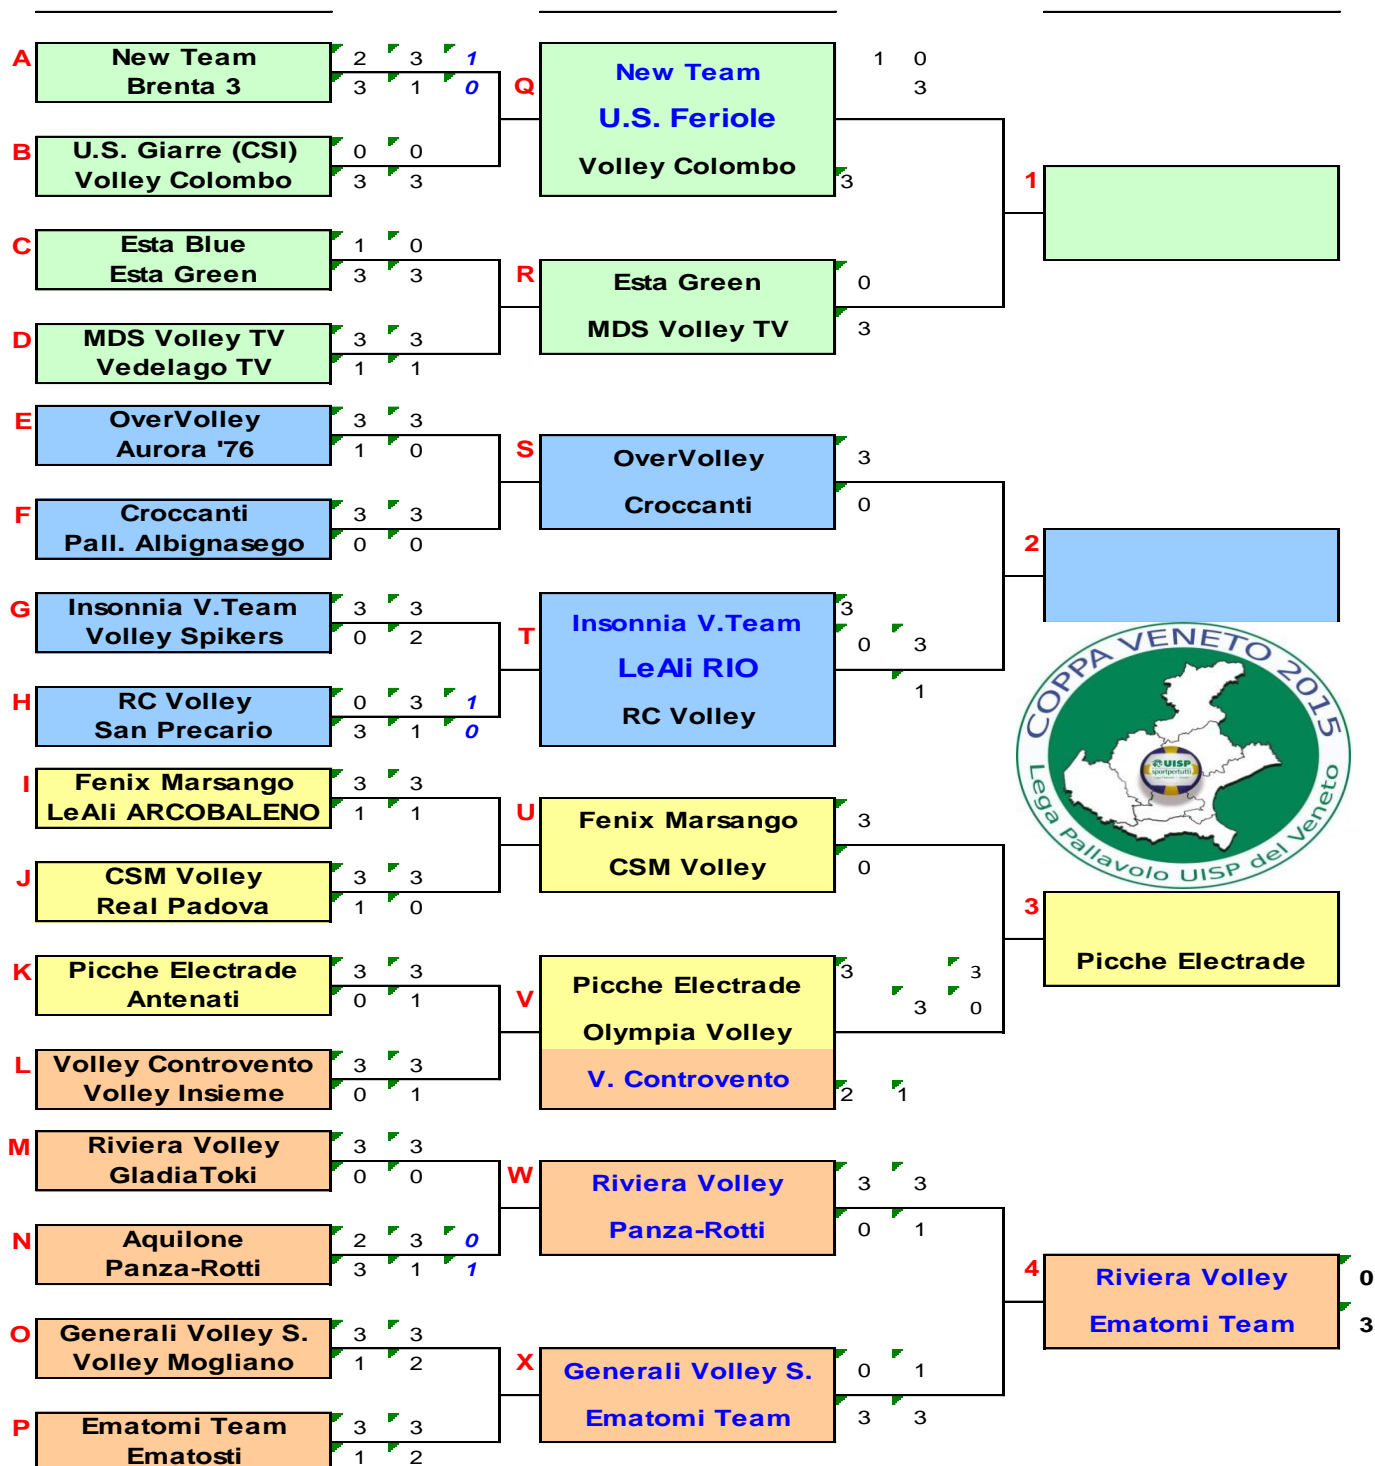 A New Team 2 3 1
Brenta 3 3 1 0
B U.S. Giarre (CSI) 0 0
Volley Colombo 3 3
C Esta Blue 1 0
Esta Green 3 3
D MDS Volley TV 3 3
Vedelago TV 1 1
E OverVolley 3 3
Aurora '76 1 0
F Croccanti 3 3
Pall. Albignasego 0 0
G Insonnia V.Team 3 3
Volley Spikers 0 2
H RC Volley 0 3 1
San Precario 3 1 0
I Fenix Marsango 3 3
LeAli ARCOBALENO 1 1
J CSM Volley 3 3
Real Padova 1 0
K Picche Electrade 3 3
Antenati 0 1
L Volley Controvento 3 3
Volley Insieme 0 1
M Riviera Volley 3 3
GladiaToki 0 0
N Aquilone 2 3 0
Panza-Rotti 3 1 1
O Generali Volley S. 3 3
Volley Mogliano 1 2
P Ematomi Team 3 3
Ematosti 1 2
Q New Team 1 0
3
U.S. Feriole
Volley Colombo 3
R Esta Green 0
MDS Volley TV 3
S OverVolley 3
Croccanti 0
T Insonnia V.Team 3
0 3
LeAli RIO
1
RC Volley
U Fenix Marsango 3
CSM Volley 0
V Picche Electrade 3 3
3 0
Olympia Volley
V. Controvento 2 1
W Riviera Volley 3 3
Panza-Rotti 0 1
X Generali Volley S. 0 1
Ematomi Team 3 3
1
2
COPPA VENETO 2015
UISP
sportpertutti
Lega Pallavolo UISP del Veneto
3
Picche Electrade
4 Riviera Volley 0
Ematomi Team 3